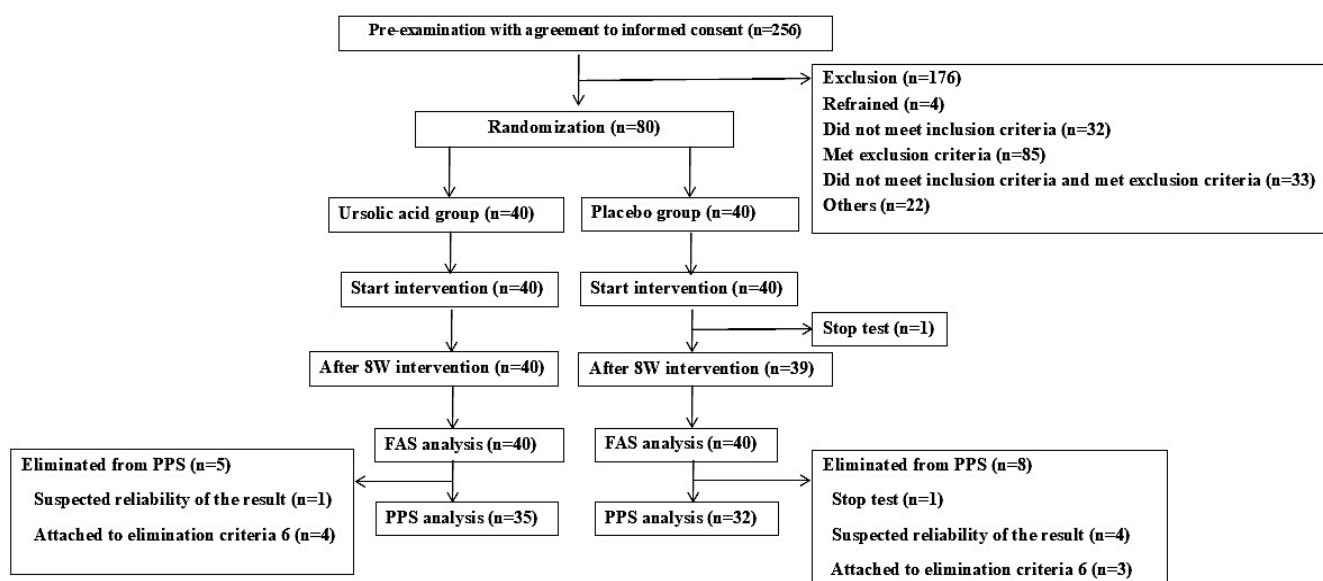 Pre-examination with agreement to informed consent (n=256)
Exclusion (n=176)
Refrained (n=4)
Did not meet inclusion criteria (n=32)
Met exclusion criteria (n=85)
Did not meet inclusion criteria and met exclusion criteria (n=33)
Others (n=22)
Randomization (n=80)
Ursolic acid group (n=40)
Placebo group (n=40)
Start intervention (n=40)
Start intervention (n=40)
Stop test (n=1)
After 8W intervention (n=40)
After 8W intervention (n=39)
FAS analysis (n=40)
FAS analysis (n=40)
Eliminated from PPS (n=5)
Suspected reliability of the result (n=1)
Attached to elimination criteria 6 (n=4)
Eliminated from PPS (n=8)
Stop test (n=1)
Suspected reliability of the result (n=4)
Attached to elimination criteria 6 (n=3)
PPS analysis (n=35)
PPS analysis (n=32)